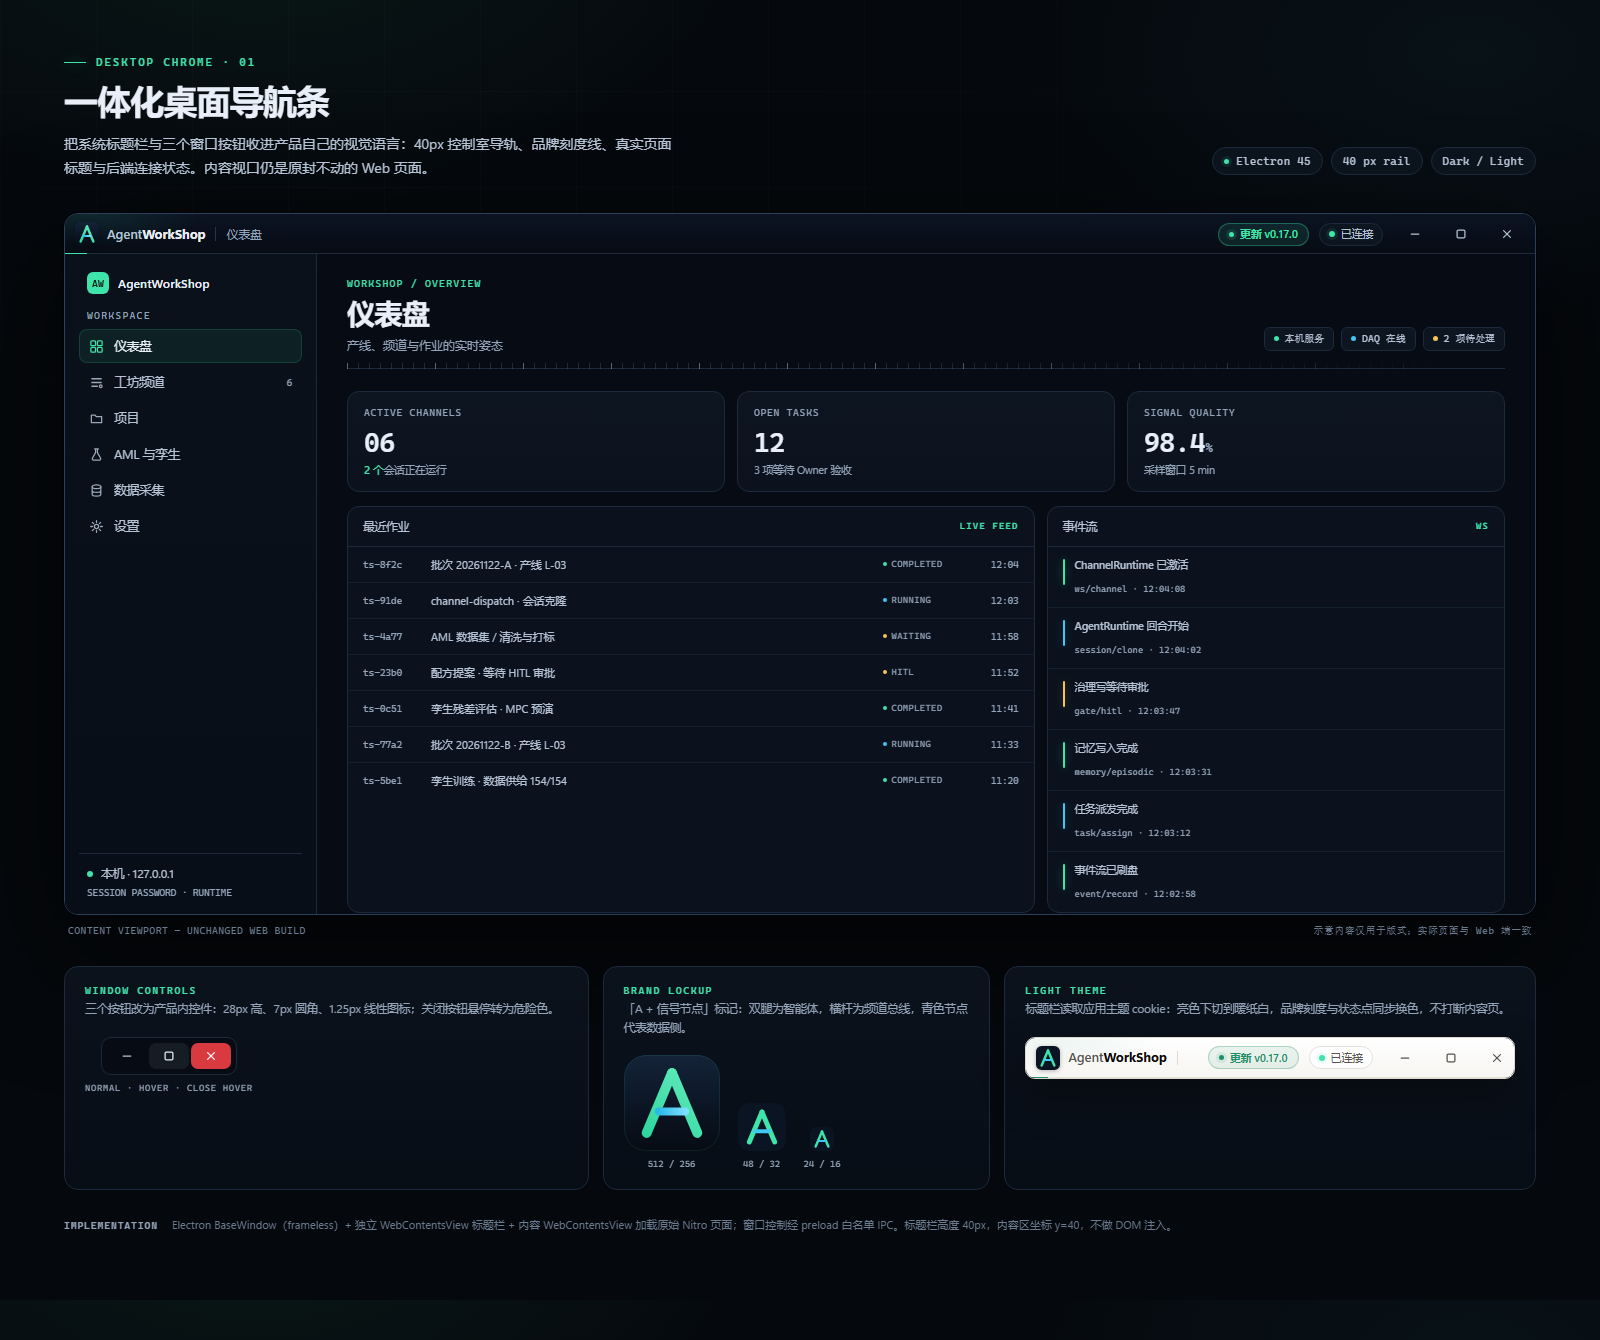 DESKTOP CHROME · 01
一体化桌面导航条
把系统标题栏与三个窗口按钮收进产品自己的视觉语言：40px 控制室导轨、品牌刻度线、真实页面
标题与后端连接状态。内容视口仍是原封不动的 Web 页面。
Electron 45
40 px rail
Dark / Light
AgentWorkShop
仪表盘
更新 v0.17.0
已连接
AW
AgentWorkShop
WORKSPACE
仪表盘
工坊频道
6
项目
AML 与孪生
数据采集
设置
本机 · 127.0.0.1
SESSION PASSWORD · RUNTIME
WORKSHOP / OVERVIEW
仪表盘
产线、频道与作业的实时姿态
本机服务
DAQ 在线
2 项待处理
ACTIVE CHANNELS
06
2 个会话正在运行
OPEN TASKS
12
3 项等待 Owner 验收
SIGNAL QUALITY
98.4%
采样窗口 5 min
最近作业
LIVE FEED
ts-8f2c 批次 20261122-A · 产线 L-03 COMPLETED 12:04
ts-91de channel-dispatch · 会话克隆 RUNNING 12:03
ts-4a77 AML 数据集 / 清洗与打标 WAITING 11:58
ts-23b0 配方提案 · 等待 HITL 审批 HITL 11:52
ts-0c51 孪生残差评估 · MPC 预演 COMPLETED 11:41
ts-77a2 批次 20261122-B · 产线 L-03 RUNNING 11:33
ts-5be1 孪生训练 · 数据供给 154/154 COMPLETED 11:20
事件流
WS
ChannelRuntime 已激活
ws/channel · 12:04:08
AgentRuntime 回合开始
session/clone · 12:04:02
治理写等待审批
gate/hitl · 12:03:47
记忆写入完成
memory/episodic · 12:03:31
任务派发完成
task/assign · 12:03:12
事件流已刷盘
event/record · 12:02:58
CONTENT VIEWPORT — UNCHANGED WEB BUILD
示意内容仅用于版式；实际页面与 Web 端一致
WINDOW CONTROLS
三个按钮改为产品内控件：28px 高、7px 圆角、1.25px 线性图标；关闭按钮悬停转为危险色。
NORMAL · HOVER · CLOSE HOVER
BRAND LOCKUP
「A + 信号节点」标记：双腿为智能体，横杆为频道总线，青色节点
代表数据侧。
512 / 256
48 / 32
24 / 16
LIGHT THEME
标题栏读取应用主题 cookie：亮色下切到暖纸白，品牌刻度与状态点同步换色，不打断内容页。
AgentWorkShop
更新 v0.17.0
已连接
IMPLEMENTATION Electron BaseWindow（frameless）+ 独立 WebContentsView 标题栏 + 内容 WebContentsView 加载原始 Nitro 页面；窗口控制经 preload 白名单 IPC。标题栏高度 40px，内容区坐标 y=40，不做 DOM 注入。